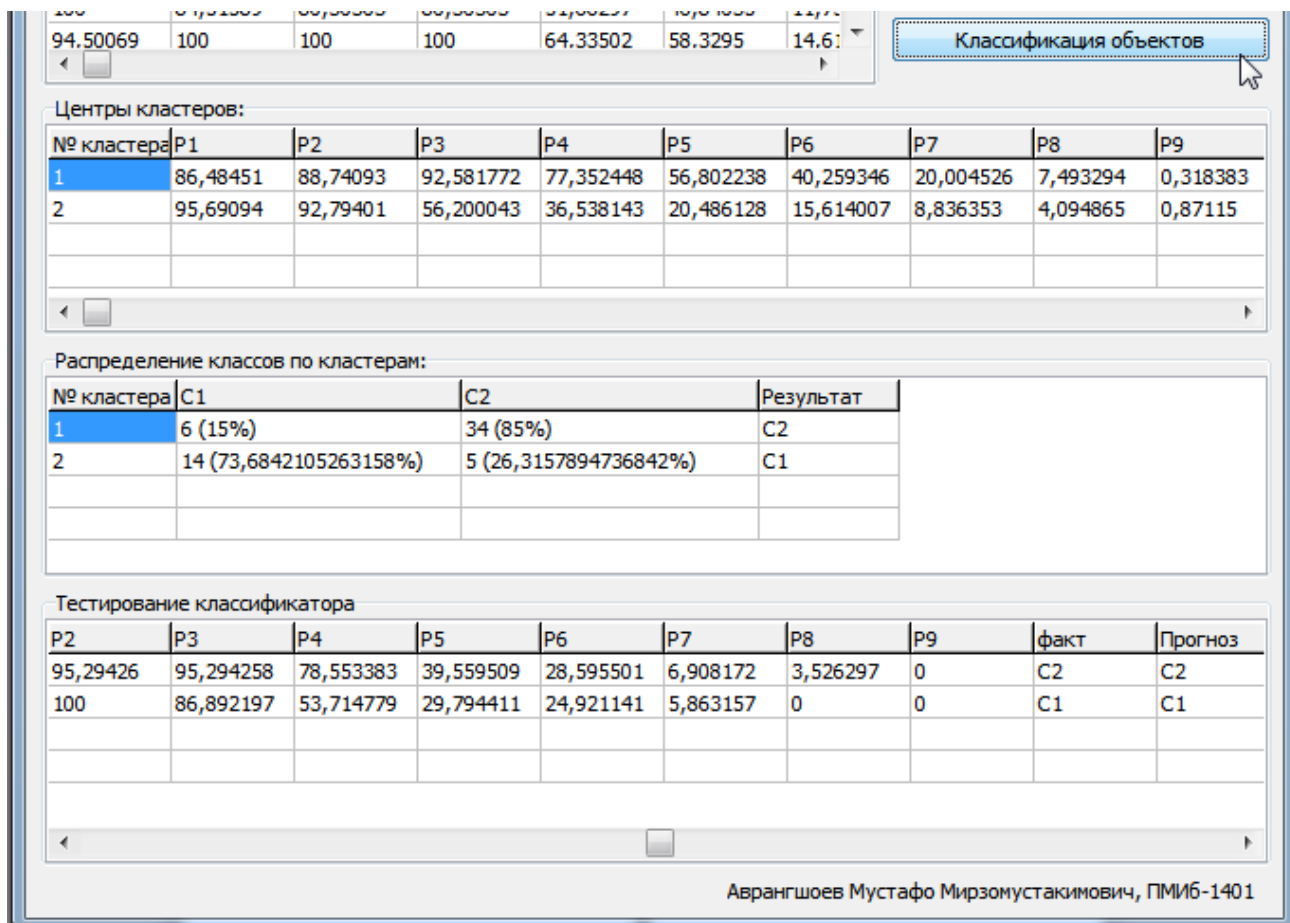 94.50069 100 100 100 64.33502 58.3295 14.61
Классификация объектов
Центры кластеров:
№ кластера P1 P2 P3 P4 P5 P6 P7 P8 P9
1 86,48451 88,74093 92,581772 77,352448 56,802238 40,259346 20,004526 7,493294 0,318383
2 95,69094 92,79401 56,200043 36,538143 20,486128 15,614007 8,836353 4,094865 0,87115
Распределение классов по кластерам:
№ кластера C1 C2 Результат
1 6 (15%) 34 (85%) C2
2 14 (73,6842105263158%) 5 (26,3157894736842%) C1
Тестирование классификатора
P2 P3 P4 P5 P6 P7 P8 P9 факт Прогноз
95,29426 95,294258 78,553383 39,559509 28,595501 6,908172 3,526297 0 C2 C2
100 86,892197 53,714779 29,794411 24,921141 5,863157 0 0 C1 C1
Аврангшоев Мустафо Мирзомустакимович, ПМИб-1401